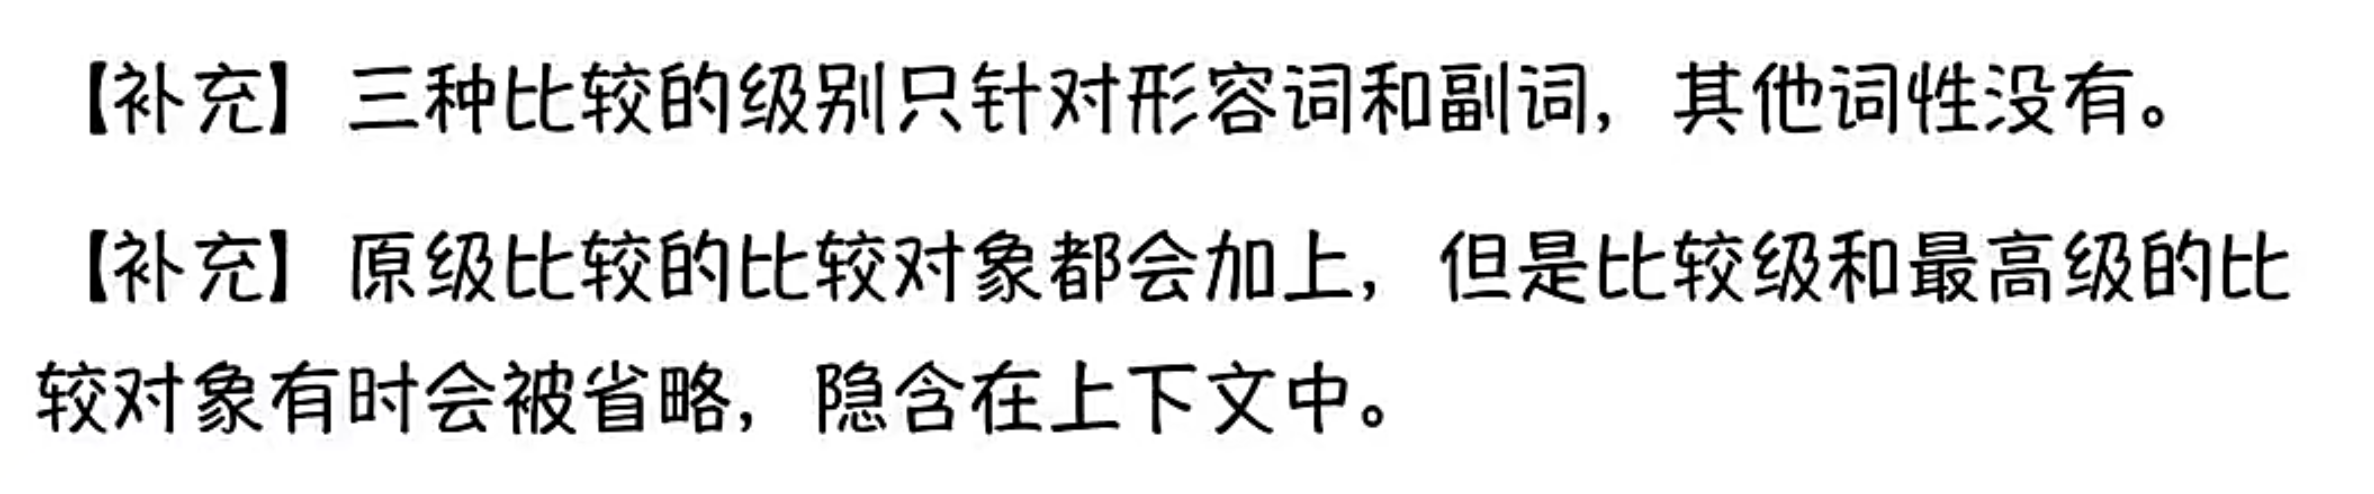 【补充】三种比较的级别只针对形容词和副词，其他词性没有。
【补充】原级比较的比较对象都会加上，但是比较级和最高级的比
较对象有时会被省略，隐含在上下文中。